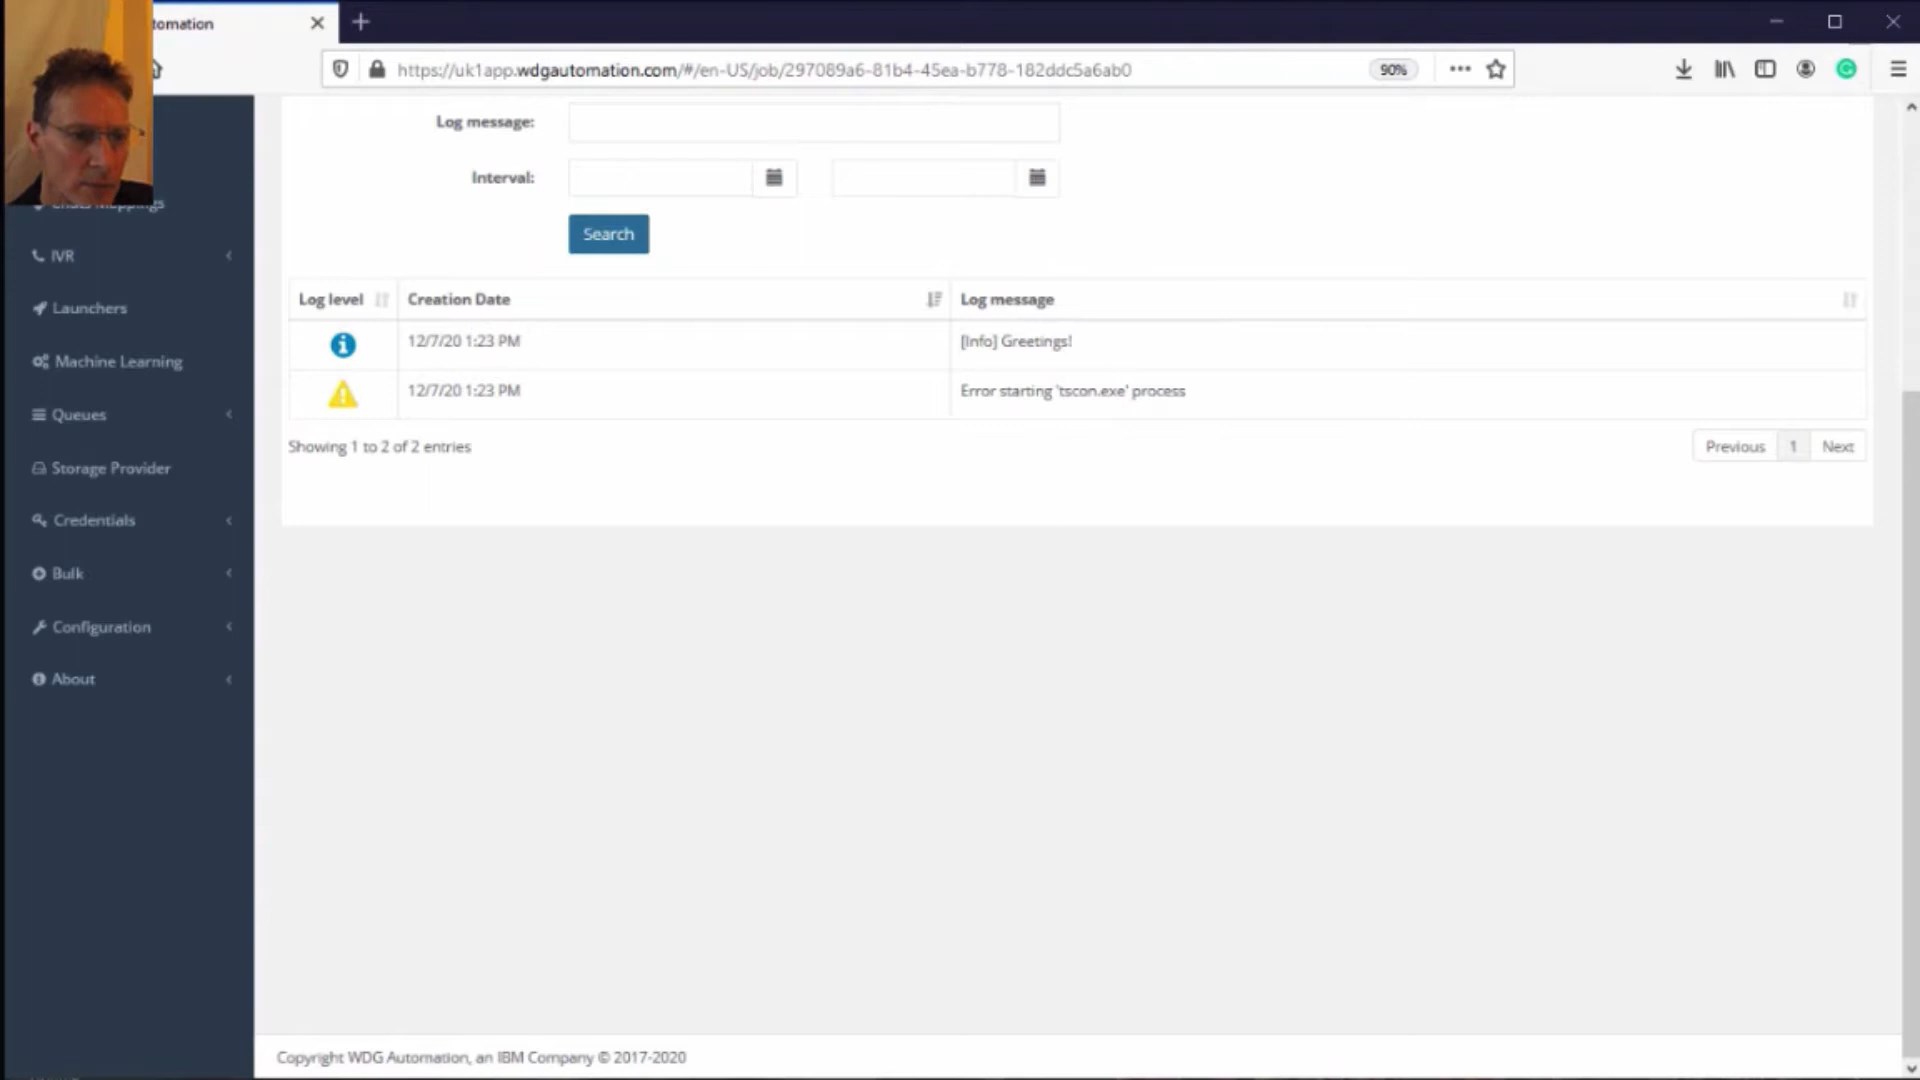 tomation
https://uk1app.wdgautomation.com/#/en-US/job/297089a6-81b4-45ea-b778-182ddc5a6ab0
90%
Log message:
Interval:
Search
Mappings
IVR
Launchers
Machine Learning
Queues
Storage Provider
Credentials
Bulk
Configuration
About
Log level Creation Date Log message
12/7/20 1:23 PM [Info] Greetings!
12/7/20 1:23 PM Error starting 'tscon.exe' process
Showing 1 to 2 of 2 entries
Previous 1 Next
Copyright WDG Automation, an IBM Company © 2017-2020